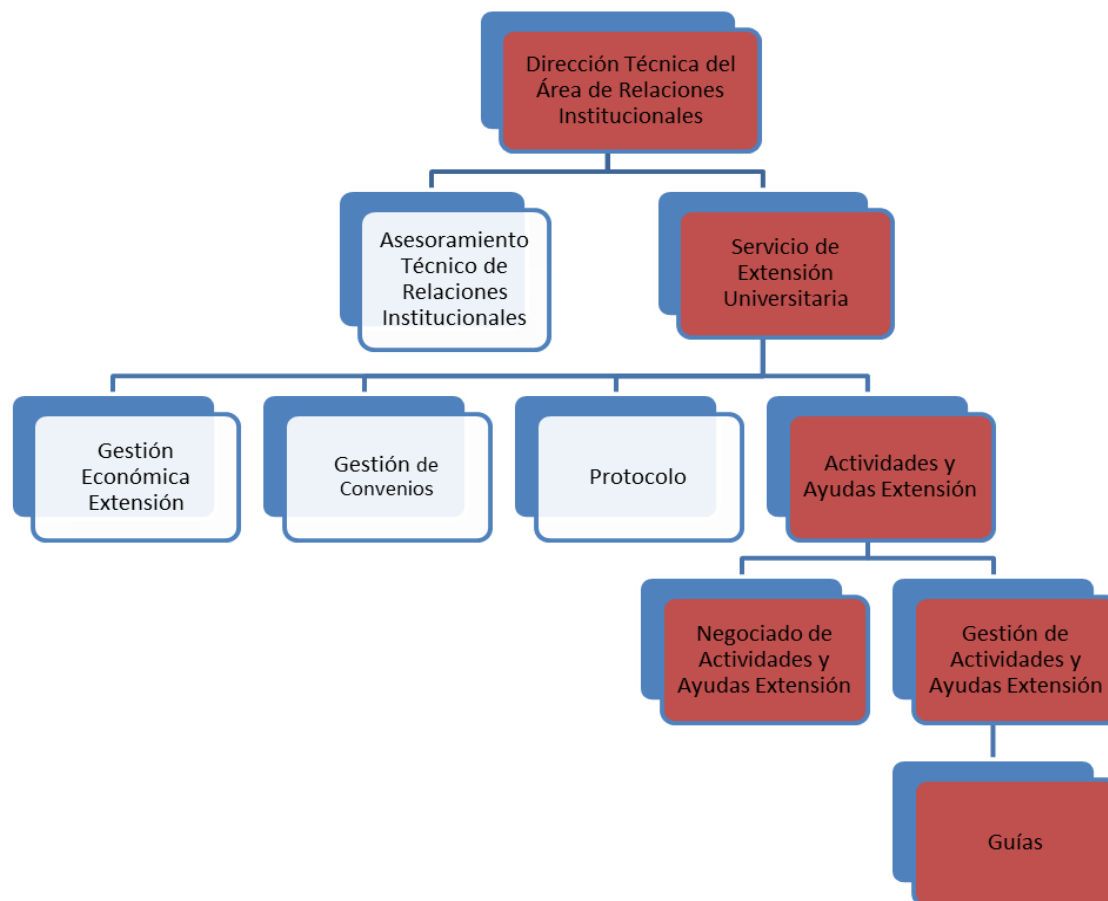 Dirección Técnica del
Área de Relaciones
Institucionales
Asesoramiento
Técnico de
Relaciones
Institucionales
Servicio de
Extensión
Universitaria
Gestión
Económica
Extensión
Gestión de
Convenios
Protocolo
Actividades y
Ayudas Extensión
Negociado de
Actividades y
Ayudas Extensión
Gestión de
Actividades y
Ayudas Extensión
Guías